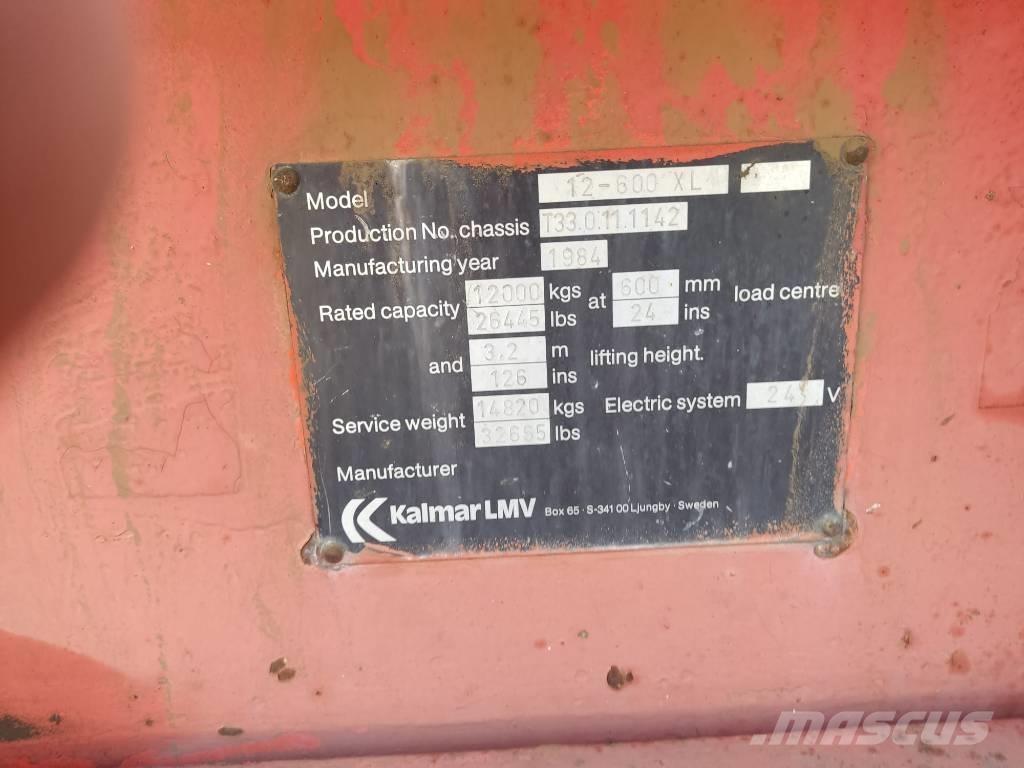 Model 12-600 XL
Production No. chassis T33.0.11.1142
Manufacturing year 1984
Rated capacity 12000 kgs at 600 mm load centre
26445 lbs 24 ins
and 3.2 m lifting height.
126 ins
Service weight 14820 kgs Electric system 24 V
lbs
Manufacturer
Kalmar LMV Box 65 · S-341 00 Ljungby · Sweden
MASCUS